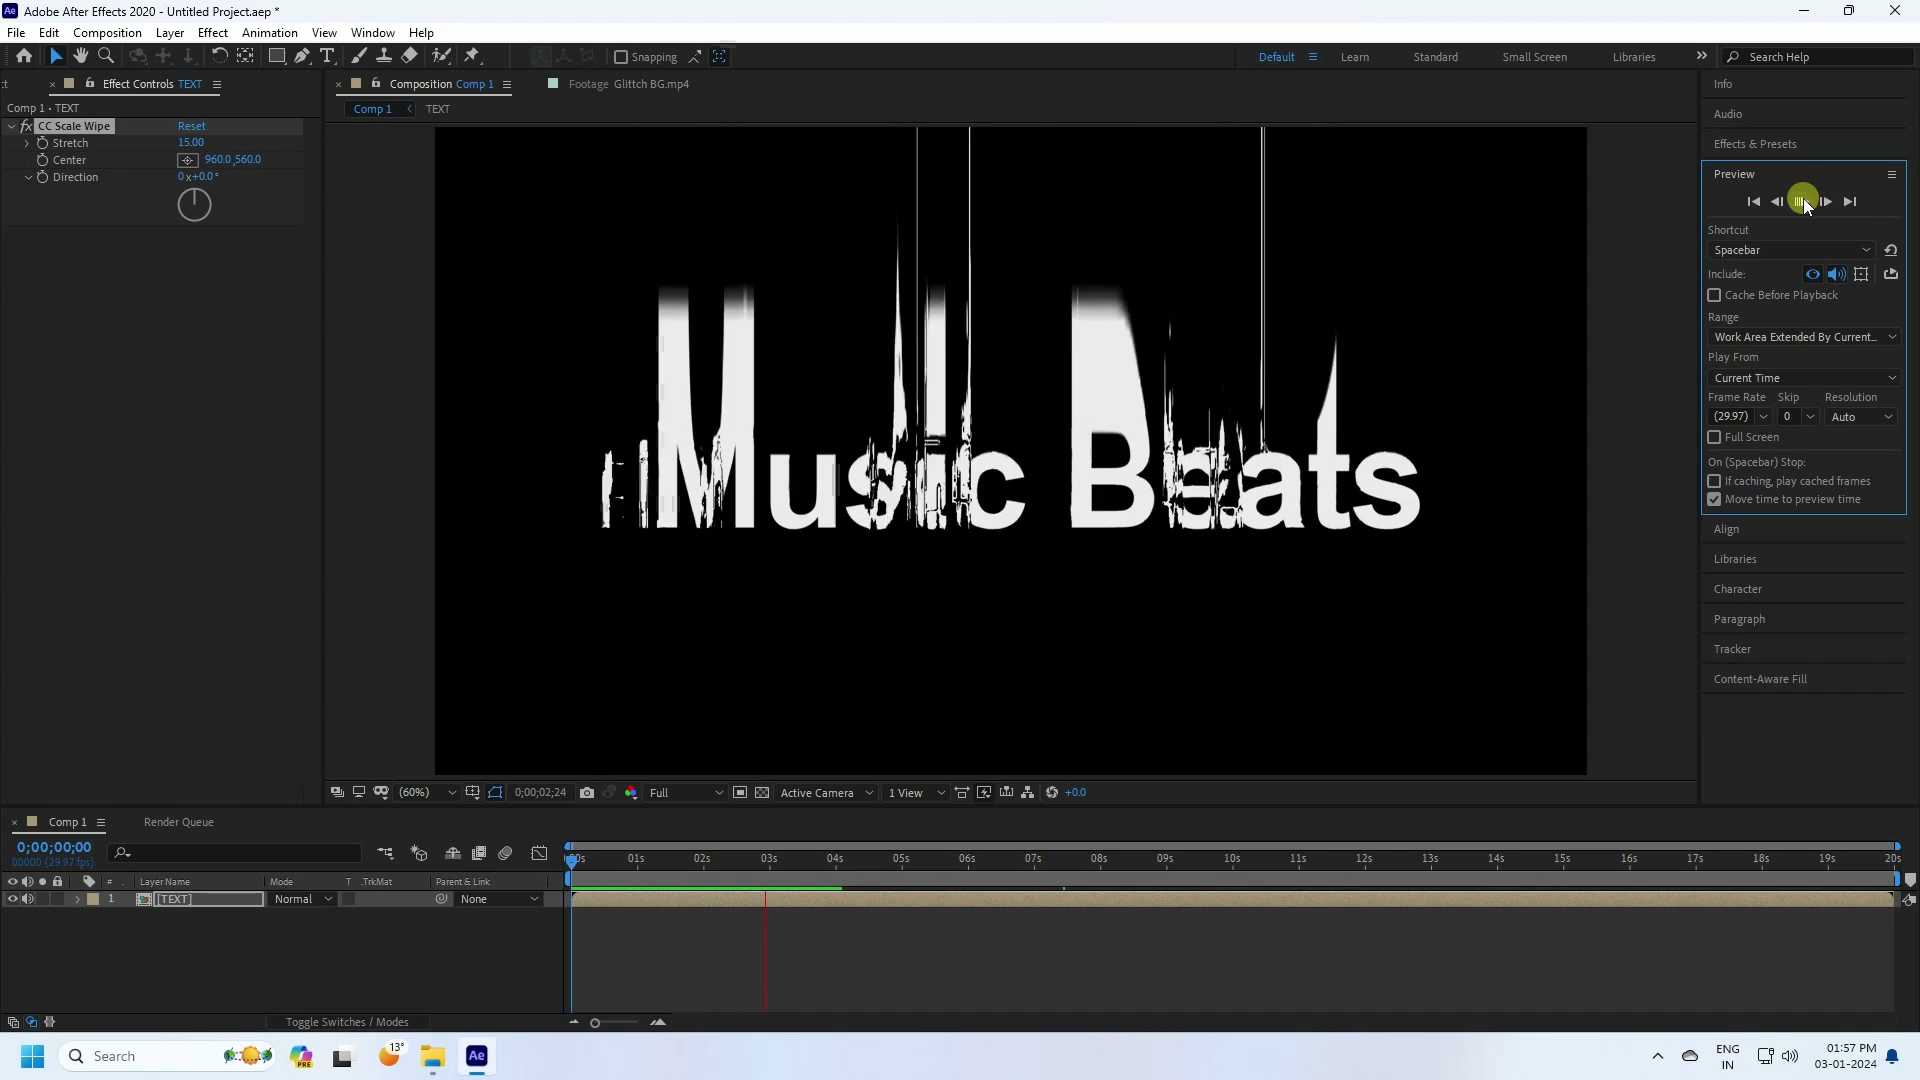 Adobe After Effects 2020 - Untitled Project.aep *
File Edit Composition Layer Effect Animation View Window Help
Snapping
Default Learn Standard Small Screen Libraries Search Help
Effect Controls TEXT
Composition Comp 1
Footage Glittch BG.mp4
Comp 1 • TEXT
Comp 1 TEXT
fx CC Scale Wipe Reset
Stretch 15.00
Center 960.0,560.0
Direction 0x+0.0°
Music Beats
Info
Audio
Effects & Presets
Preview
Shortcut
Spacebar
Include:
Cache Before Playback
Range
Work Area Extended By Current...
Play From
Current Time
Frame Rate Skip Resolution
(29.97) 0 Auto
Full Screen
On (Spacebar) Stop:
If caching, play cached frames
Move time to preview time
Align
Libraries
Character
Paragraph
Tracker
Content-Aware Fill
(60%) 0;00;02;24 Full Active Camera 1 View +0.0
Comp 1 Render Queue
0;00;00;00
00000 (29.97 fps)
01s 02s 03s 04s 05s 06s 07s 08s 09s 10s 11s 12s 13s 14s 15s 16s 17s 18s 19s 20s
# Layer Name Mode T .TrkMat Parent & Link
1 [TEXT] Normal None
Toggle Switches / Modes
Search PRE 13° Ae
ENG
IN
01:57 PM
03-01-2024